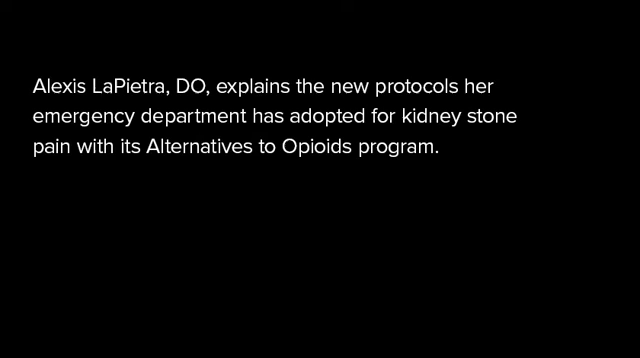 Alexis LaPietra, DO, explains the new protocols her
emergency department has adopted for kidney stone
pain with its Alternatives to Opioids program.